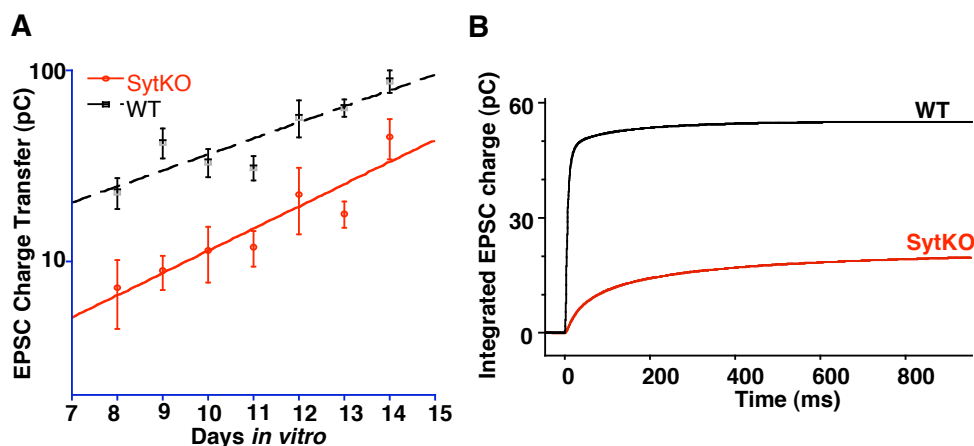 A
EPSC Charge Transfer (pC)
100
10
SytKO
WT
7 8 9 10 11 12 13 14 15
Days in vitro
B
Integrated EPSC charge (pC)
60
30
0
WT
SytKO
0 200 400 600 800
Time (ms)